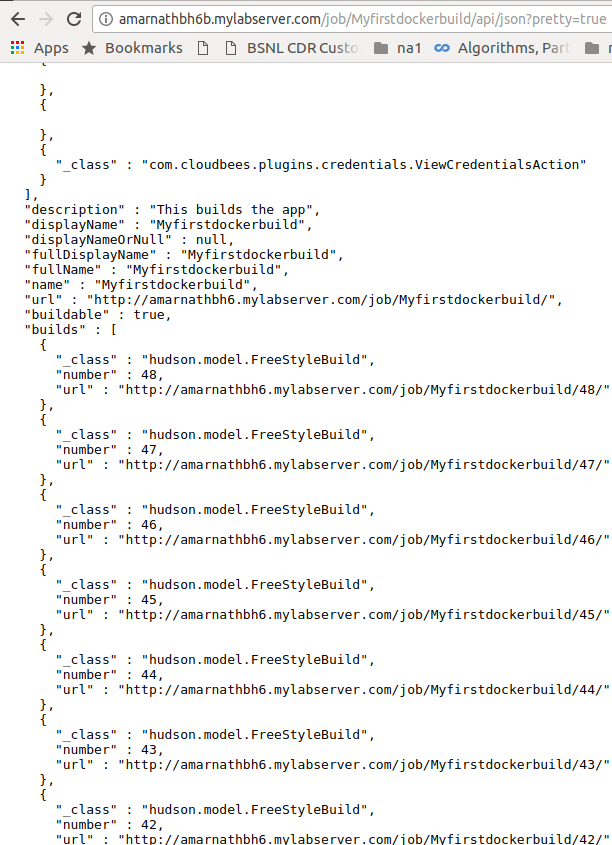 amarnathbh6b.mylabserver.com/job/Myfirstdockerbuild/api/json?pretty=true
Apps Bookmarks BSNL CDR Custo na1 Algorithms, Part
},
{
},
{
"_class" : "com.cloudbees.plugins.credentials.ViewCredentialsAction"
}
],
"description" : "This builds the app",
"displayName" : "Myfirstdockerbuild",
"displayNameOrNull" : null,
"fullDisplayName" : "Myfirstdockerbuild",
"fullName" : "Myfirstdockerbuild",
"name" : "Myfirstdockerbuild",
"url" : "http://amarnathbh6.mylabserver.com/job/Myfirstdockerbuild/",
"buildable" : true,
"builds" : [
{
"_class" : "hudson.model.FreeStyleBuild",
"number" : 48,
"url" : "http://amarnathbh6.mylabserver.com/job/Myfirstdockerbuild/48/"
},
{
"_class" : "hudson.model.FreeStyleBuild",
"number" : 47,
"url" : "http://amarnathbh6.mylabserver.com/job/Myfirstdockerbuild/47/"
},
{
"_class" : "hudson.model.FreeStyleBuild",
"number" : 46,
"url" : "http://amarnathbh6.mylabserver.com/job/Myfirstdockerbuild/46/"
},
{
"_class" : "hudson.model.FreeStyleBuild",
"number" : 45,
"url" : "http://amarnathbh6.mylabserver.com/job/Myfirstdockerbuild/45/"
},
{
"_class" : "hudson.model.FreeStyleBuild",
"number" : 44,
"url" : "http://amarnathbh6.mylabserver.com/job/Myfirstdockerbuild/44/"
},
{
"_class" : "hudson.model.FreeStyleBuild",
"number" : 43,
"url" : "http://amarnathbh6.mylabserver.com/job/Myfirstdockerbuild/43/"
},
{
"_class" : "hudson.model.FreeStyleBuild",
"number" : 42,
"url" : "http://amarnathbh6.mylabserver.com/job/Myfirstdockerbuild/42/"